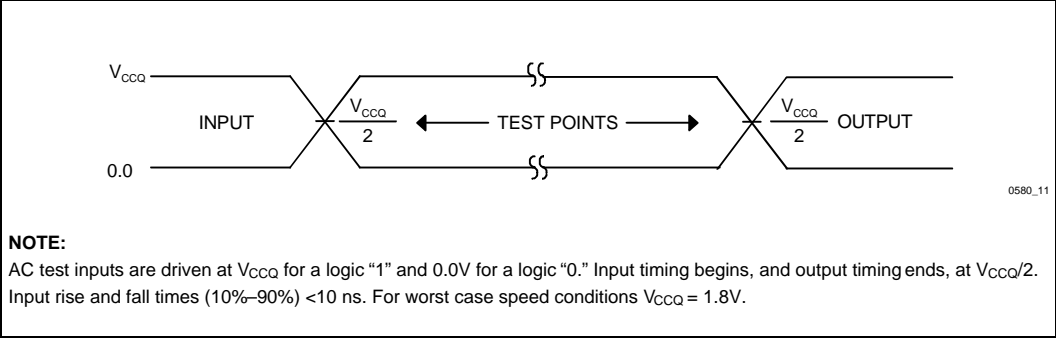 VCCQ
INPUT
VCCQ
2
TEST POINTS
VCCQ
2
OUTPUT
0.0
0580_11
NOTE:
AC test inputs are driven at VCCQ for a logic “1” and 0.0V for a logic “0.” Input timing begins, and output timing ends, at VCCQ/2.
Input rise and fall times (10%–90%) <10 ns. For worst case speed conditions VCCQ = 1.8V.